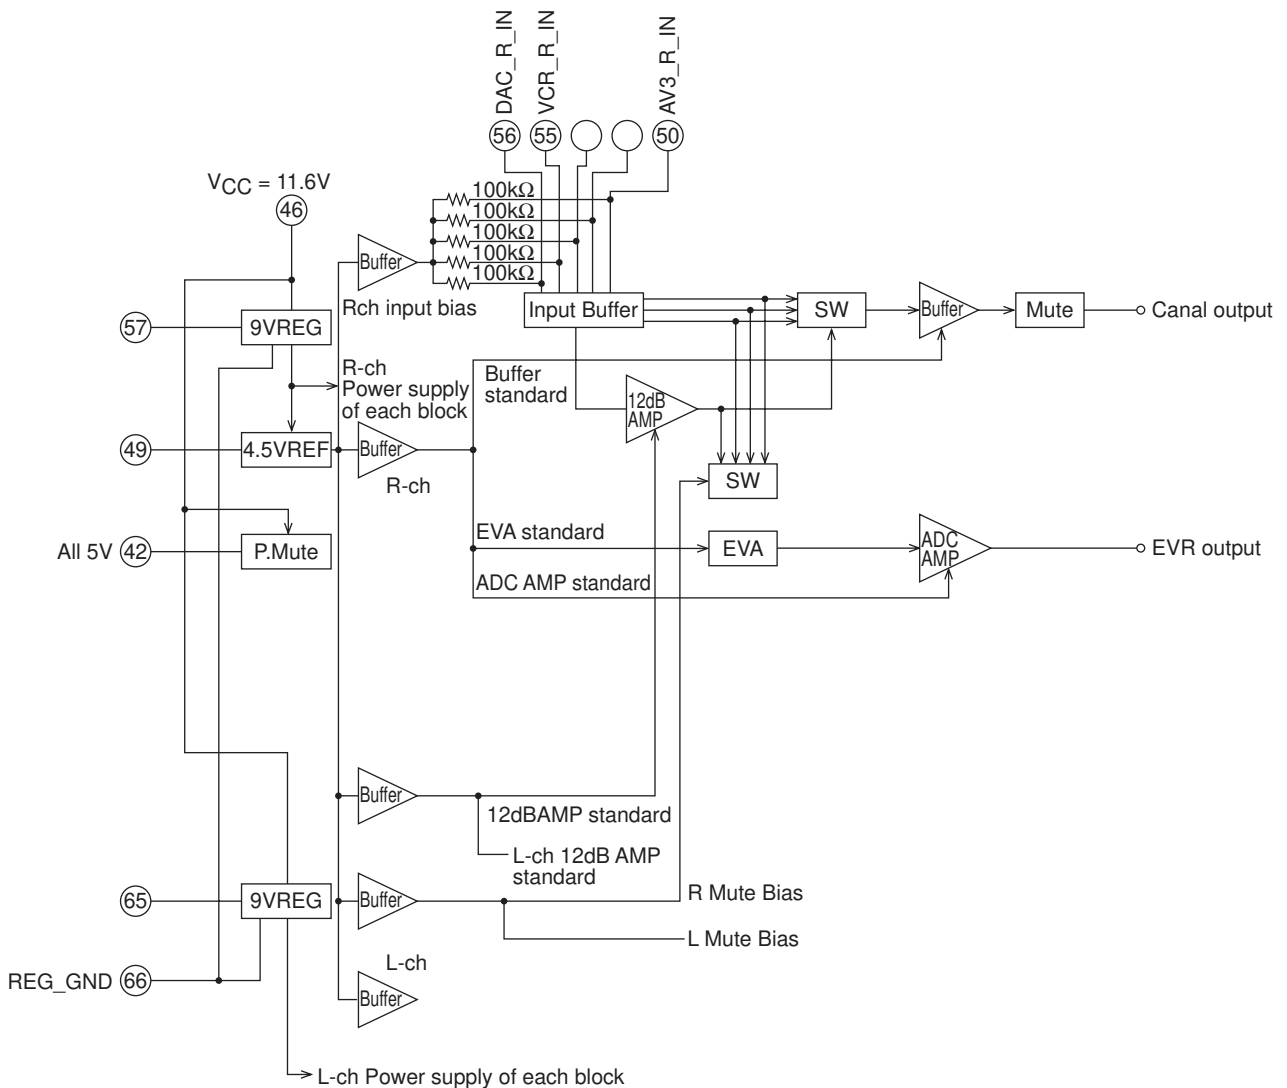 DAC_R_IN
VCR_R_IN
AV3_R_IN
56
55
50
VCC = 11.6V
46
100kΩ
100kΩ
100kΩ
100kΩ
100kΩ
Buffer
Rch input bias
Input Buffer
SW
Buffer
Mute
Canal output
57
9VREG
R-ch
Power supply
of each block
Buffer
standard
12dB
AMP
49
4.5VREF
Buffer
R-ch
SW
All 5V
42
P.Mute
EVA standard
EVA
ADC
AMP
EVR output
ADC AMP standard
Buffer
12dBAMP standard
L-ch 12dB AMP
standard
65
9VREG
Buffer
R Mute Bias
L Mute Bias
REG_GND
66
L-ch
Buffer
L-ch Power supply of each block